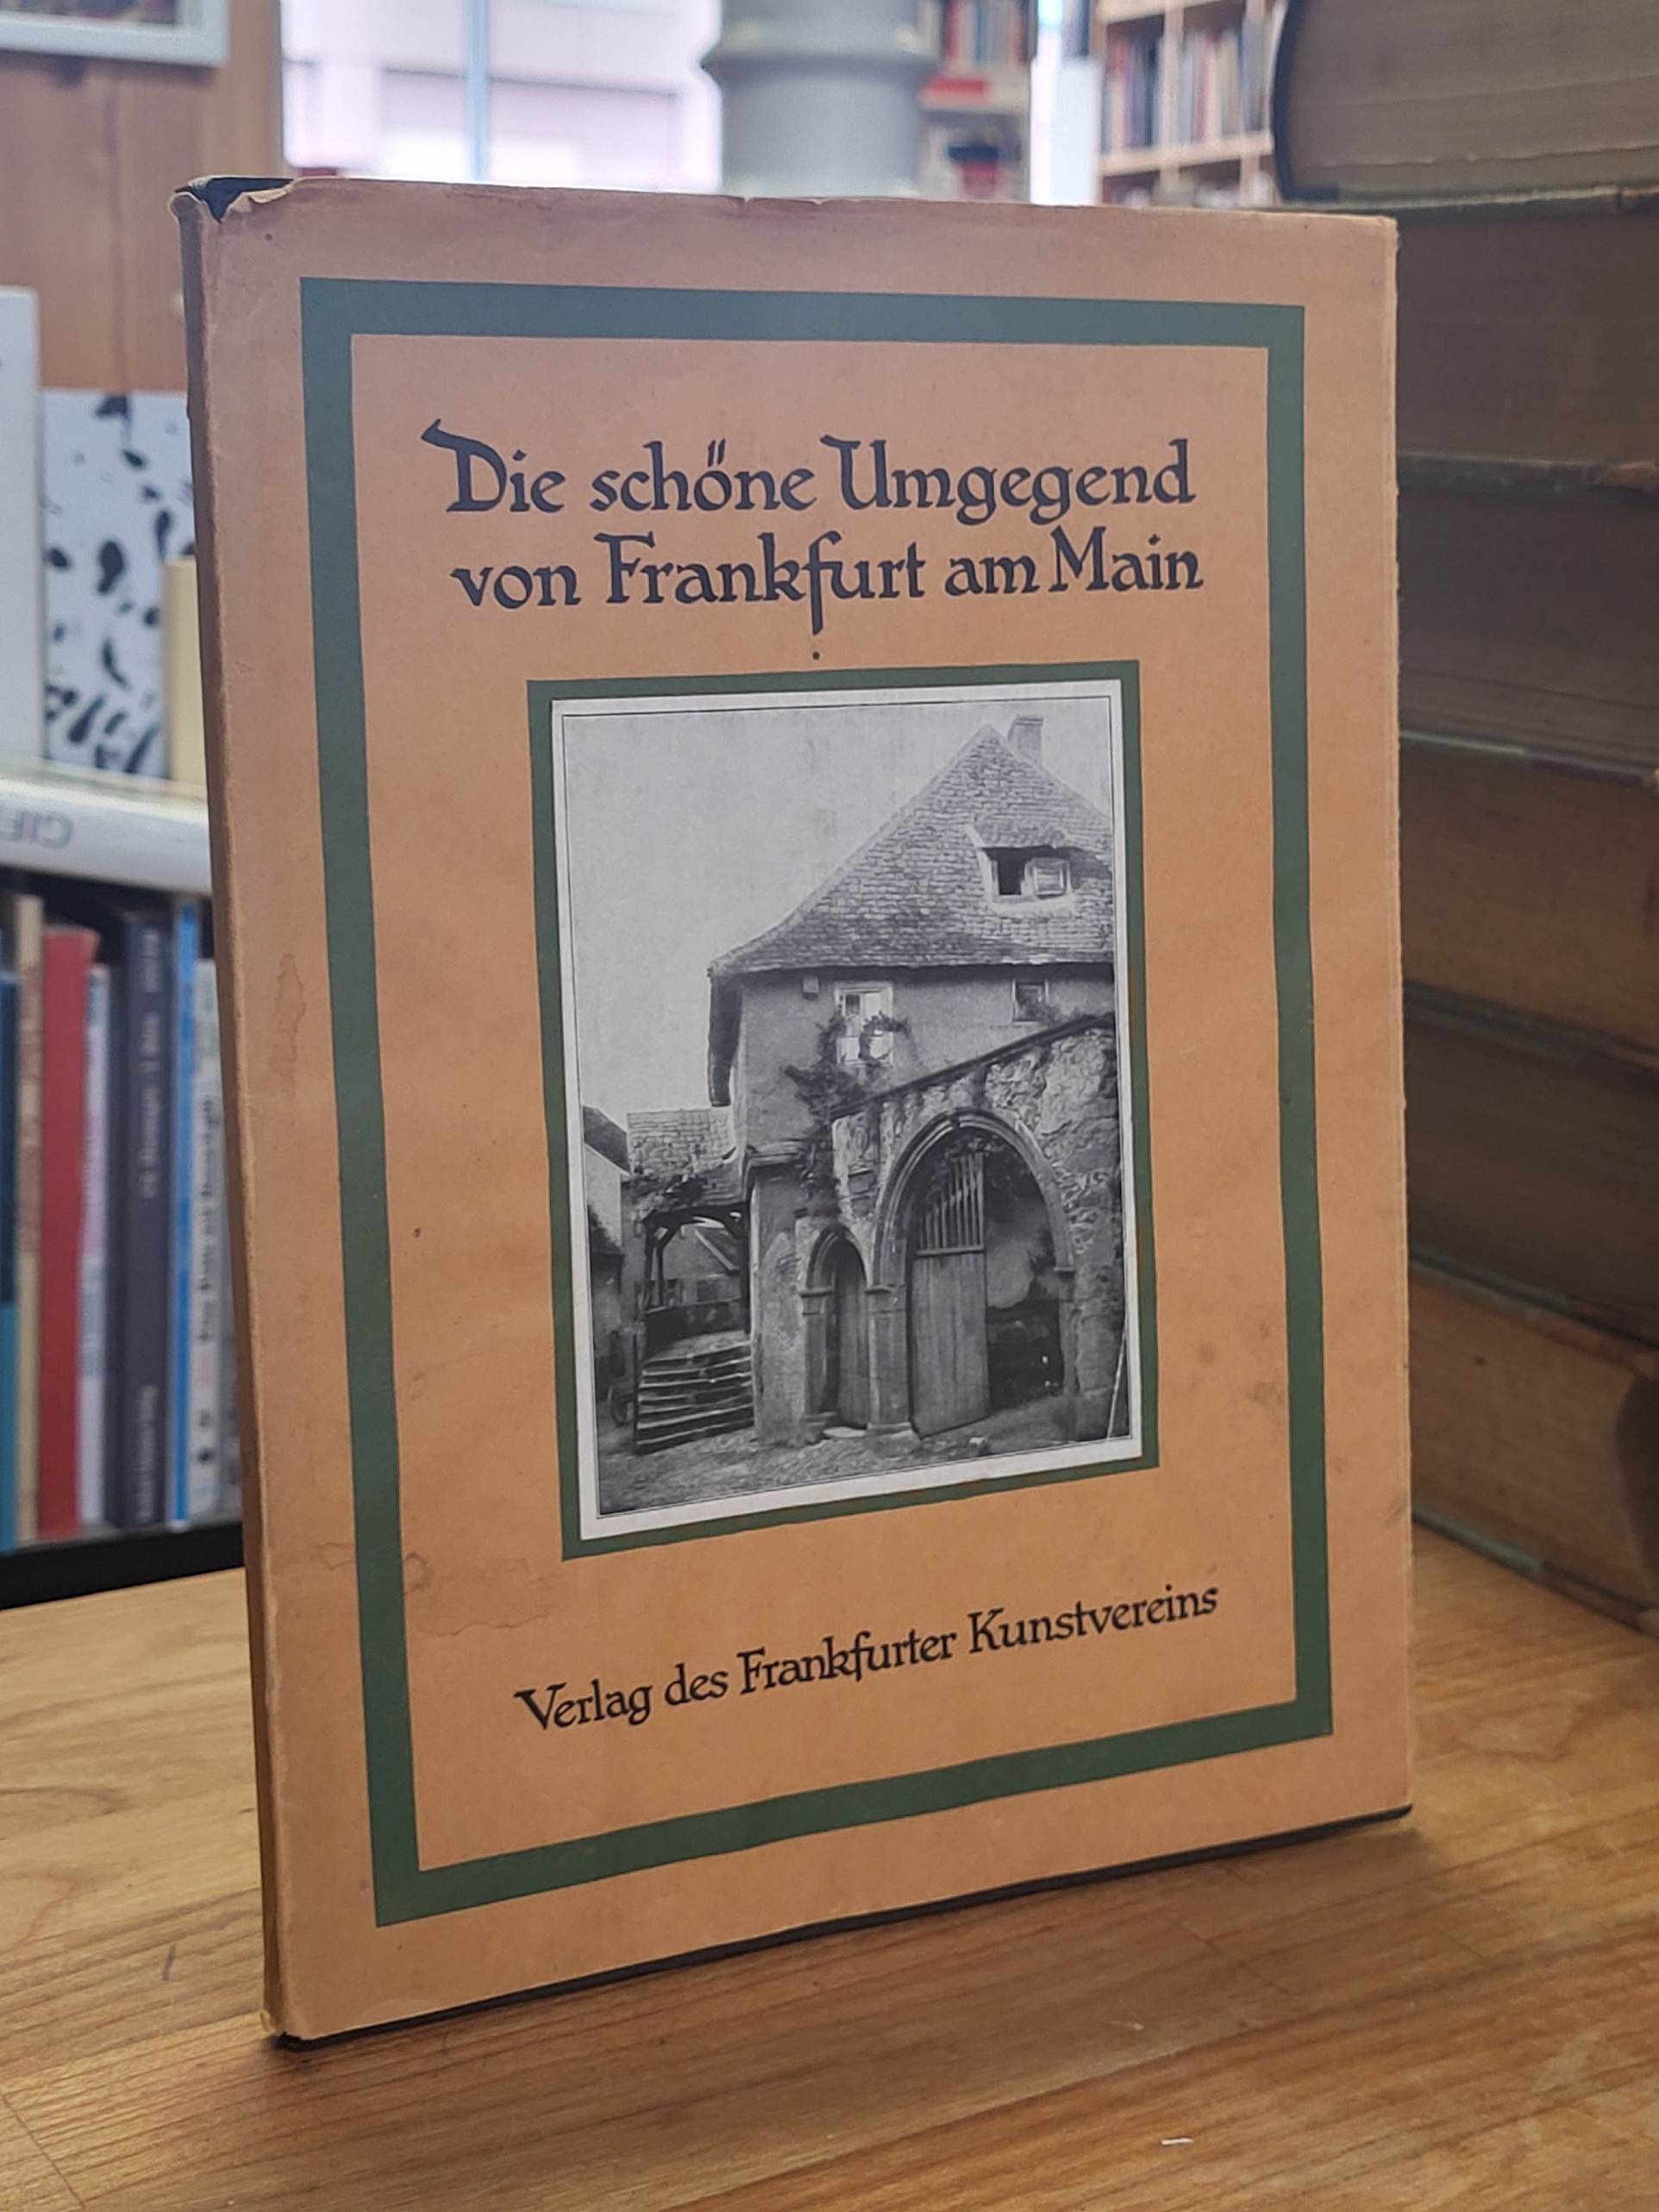 Die schöne Umgegend
von Frankfurt am Main
Verlag des Frankfurter Kunstvereins